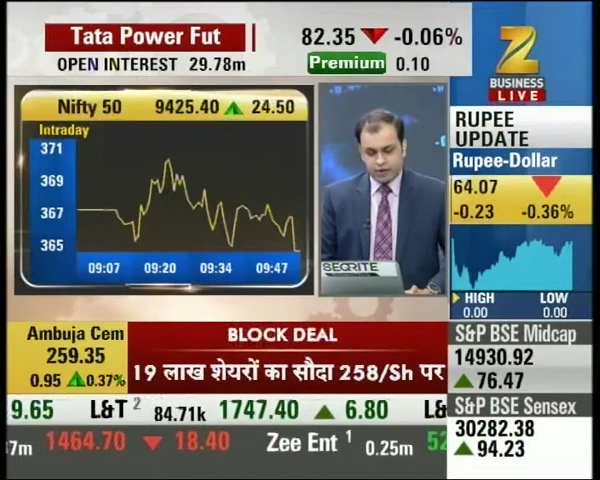 Tata Power Fut
82.35 -0.06%
OPEN INTEREST 29.78m
Premium 0.10
Z
BUSINESS
LIVE
Nifty 50 9425.40 24.50
Intraday
371
369
367
365
09:07 09:20 09:34 09:47
SEQRITE
RUPEE
UPDATE
Rupee-Dollar
64.07
-0.23 -0.36%
HIGH LOW
0.00 0.00
Ambuja Cem
259.35
0.95 0.37%
BLOCK DEAL
19 लाख शेयरों का सौदा 258/Sh पर
S&P BSE Midcap
14930.92
76.47
S&P BSE Sensex
30282.38
94.23
9.65 L&T 2 84.71k 1747.40 6.80 L&
7m 1464.70 18.40 Zee Ent 1 0.25m 52